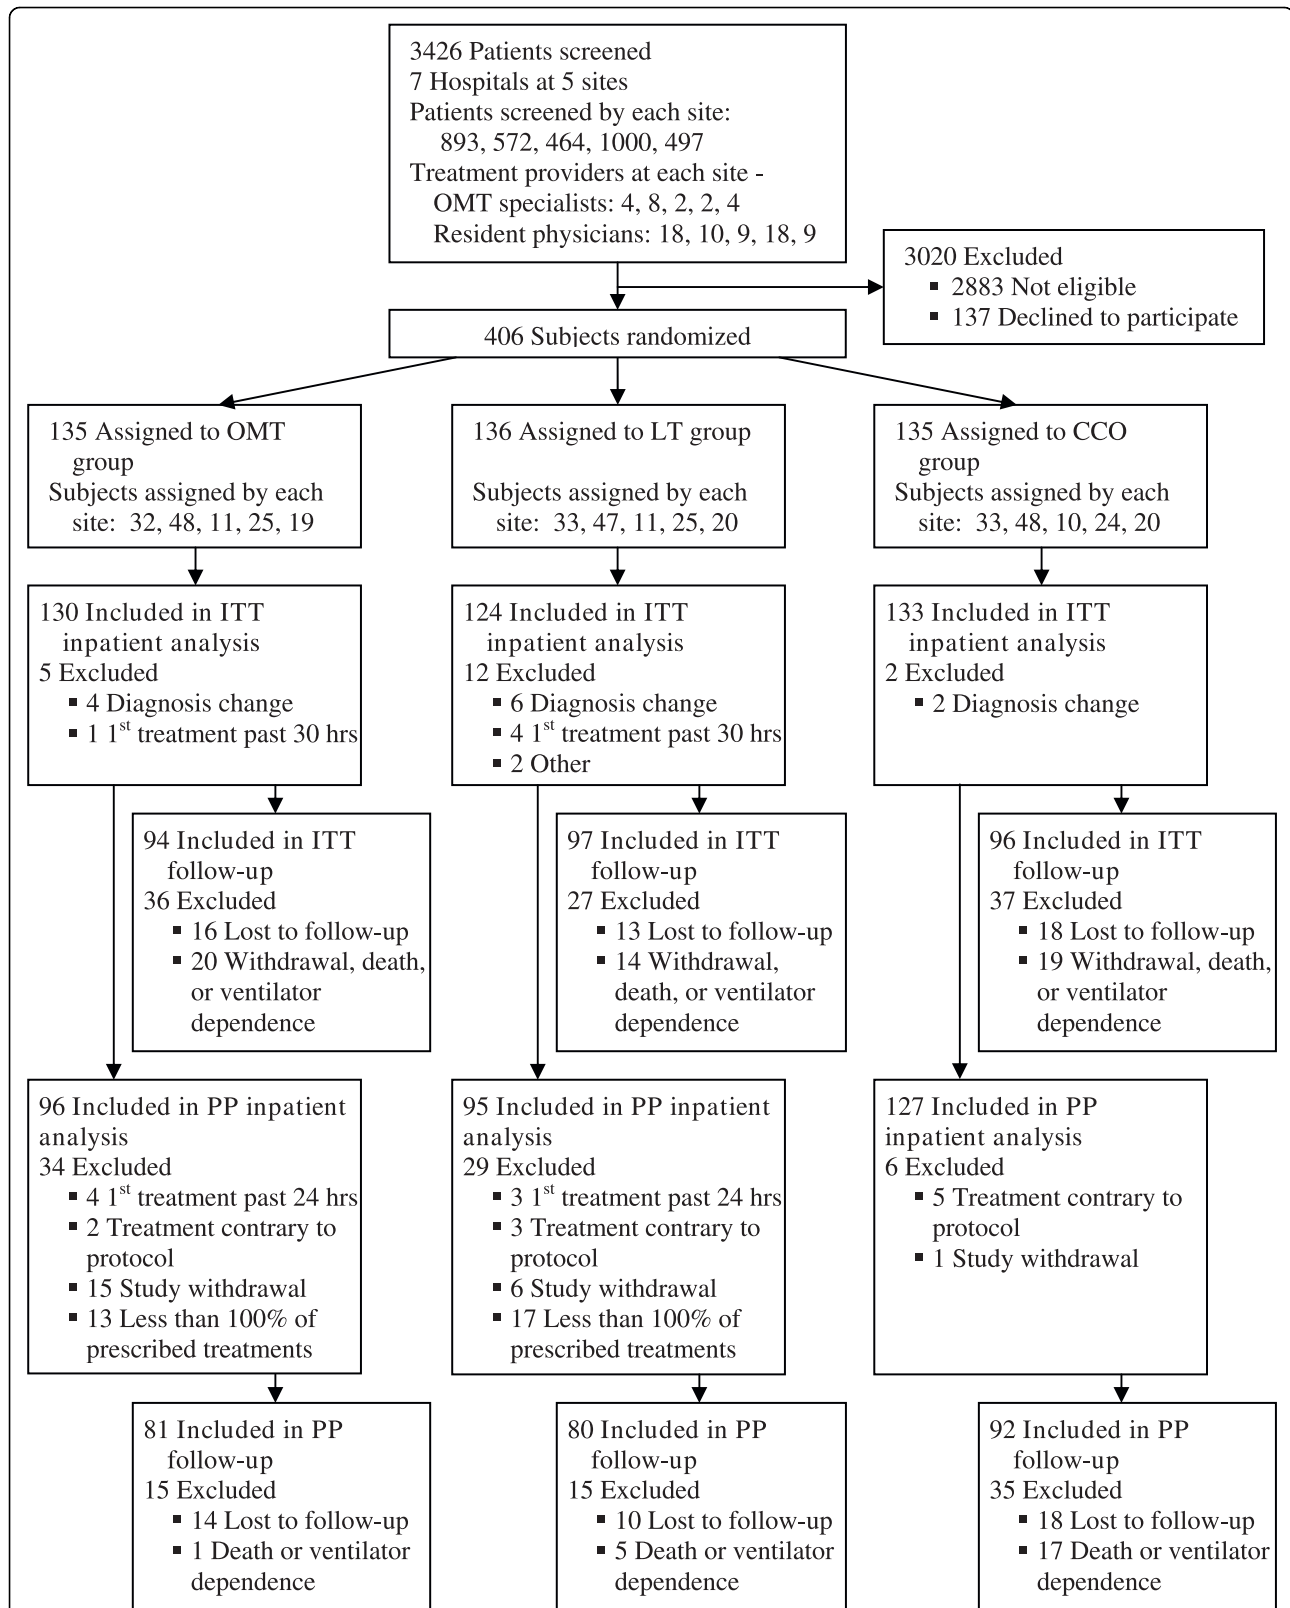 3426 Patients screened
7 Hospitals at 5 sites
Patients screened by each site:
893, 572, 464, 1000, 497
Treatment providers at each site -
OMT specialists: 4, 8, 2, 2, 4
Resident physicians: 18, 10, 9, 18, 9
3020 Excluded
▪ 2883 Not eligible
▪ 137 Declined to participate
406 Subjects randomized
135 Assigned to OMT
group
Subjects assigned by each
site: 32, 48, 11, 25, 19
136 Assigned to LT group
Subjects assigned by each
site: 33, 47, 11, 25, 20
135 Assigned to CCO
group
Subjects assigned by each
site: 33, 48, 10, 24, 20
130 Included in ITT
inpatient analysis
5 Excluded
▪ 4 Diagnosis change
▪ 1 1st treatment past 30 hrs
124 Included in ITT
inpatient analysis
12 Excluded
▪ 6 Diagnosis change
▪ 4 1st treatment past 30 hrs
▪ 2 Other
133 Included in ITT
inpatient analysis
2 Excluded
▪ 2 Diagnosis change
94 Included in ITT
follow-up
36 Excluded
▪ 16 Lost to follow-up
▪ 20 Withdrawal, death,
or ventilator
dependence
97 Included in ITT
follow-up
27 Excluded
▪ 13 Lost to follow-up
▪ 14 Withdrawal,
death, or ventilator
dependence
96 Included in ITT
follow-up
37 Excluded
▪ 18 Lost to follow-up
▪ 19 Withdrawal, death,
or ventilator
dependence
96 Included in PP inpatient
analysis
34 Excluded
▪ 4 1st treatment past 24 hrs
▪ 2 Treatment contrary to
protocol
▪ 15 Study withdrawal
▪ 13 Less than 100% of
prescribed treatments
95 Included in PP inpatient
analysis
29 Excluded
▪ 3 1st treatment past 24 hrs
▪ 3 Treatment contrary to
protocol
▪ 6 Study withdrawal
▪ 17 Less than 100% of
prescribed treatments
127 Included in PP
inpatient analysis
6 Excluded
▪ 5 Treatment contrary to
protocol
▪ 1 Study withdrawal
81 Included in PP
follow-up
15 Excluded
▪ 14 Lost to follow-up
▪ 1 Death or ventilator
dependence
80 Included in PP
follow-up
15 Excluded
▪ 10 Lost to follow-up
▪ 5 Death or ventilator
dependence
92 Included in PP
follow-up
35 Excluded
▪ 18 Lost to follow-up
▪ 17 Death or ventilator
dependence